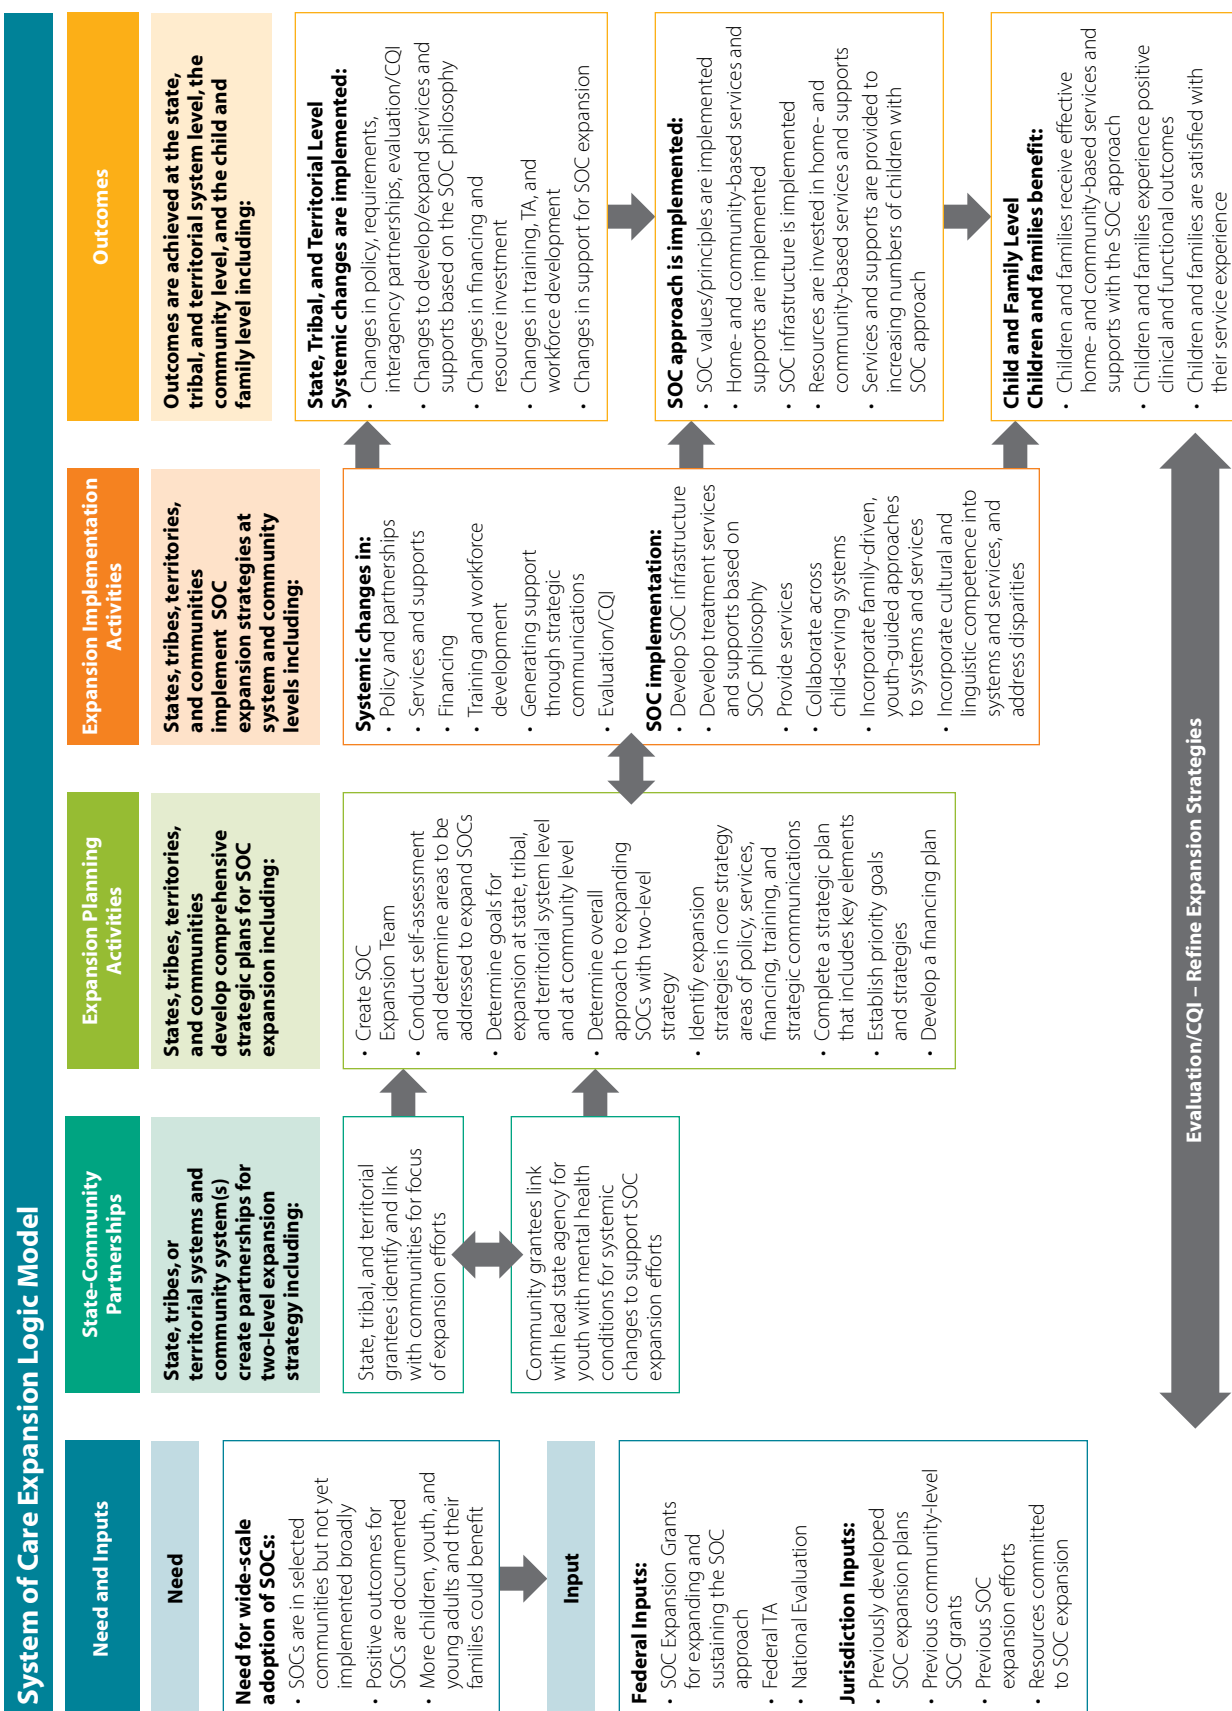 System of Care Expansion Logic Model
Need and Inputs
Need
Need for wide-scale
adoption of SOCs:
• SOCs are in selected
communities but not yet
implemented broadly
• Positive outcomes for
SOCs are documented
• More children, youth, and
young adults and their
families could benefit
Input
Federal Inputs:
• SOC Expansion Grants
for expanding and
sustaining the SOC
approach
• Federal TA
• National Evaluation
Jurisdiction Inputs:
• Previously developed
SOC expansion plans
• Previous community-level
SOC grants
• Previous SOC
expansion efforts
• Resources committed
to SOC expansion
State-Community
Partnerships
State, tribes, or
territorial systems and
community system(s)
create partnerships for
two-level expansion
strategy including:
State, tribal, and territorial
grantees identify and link
with communities for focus
of expansion efforts
Community grantees link
with lead state agency for
youth with mental health
conditions for systemic
changes to support SOC
expansion efforts
Expansion Planning
Activities
States, tribes, territories,
and communities
develop comprehensive
strategic plans for SOC
expansion including:
• Create SOC
Expansion Team
• Conduct self-assessment
and determine areas to be
addressed to expand SOCs
• Determine goals for
expansion at state, tribal,
and territorial system level
and at community level
• Determine overall
approach to expanding
SOCs with two-level
strategy
• Identify expansion
strategies in core strategy
areas of policy, services,
financing, training, and
strategic communications
• Complete a strategic plan
that includes key elements
• Establish priority goals
and strategies
• Develop a financing plan
Expansion Implementation
Activities
States, tribes, territories,
and communities
implement SOC
expansion strategies at
system and community
levels including:
Systemic changes in:
• Policy and partnerships
• Services and supports
• Financing
• Training and workforce
development
• Generating support
through strategic
communications
• Evaluation/CQI
SOC implementation:
• Develop SOC infrastructure
• Develop treatment services
and supports based on
SOC philosophy
• Provide services
• Collaborate across
child-serving systems
• Incorporate family-driven,
youth-guided approaches
to systems and services
• Incorporate cultural and
linguistic competence into
systems and services, and
address disparities
Outcomes
Outcomes are achieved at the state,
tribal, and territorial system level, the
community level, and the child and
family level including:
State, Tribal, and Territorial Level
Systemic changes are implemented:
• Changes in policy, requirements,
interagency partnerships, evaluation/CQI
• Changes to develop/expand services and
supports based on the SOC philosophy
• Changes in financing and
resource investment
• Changes in training, TA, and
workforce development
• Changes in support for SOC expansion
SOC approach is implemented:
• SOC values/principles are implemented
• Home- and community-based services and
supports are implemented
• SOC infrastructure is implemented
• Resources are invested in home- and
community-based services and supports
• Services and supports are provided to
increasing numbers of children with
SOC approach
Child and Family Level
Children and families benefit:
• Children and families receive effective
home- and community-based services and
supports with the SOC approach
• Children and families experience positive
clinical and functional outcomes
• Children and families are satisfied with
their service experience
Evaluation/CQI – Refine Expansion Strategies